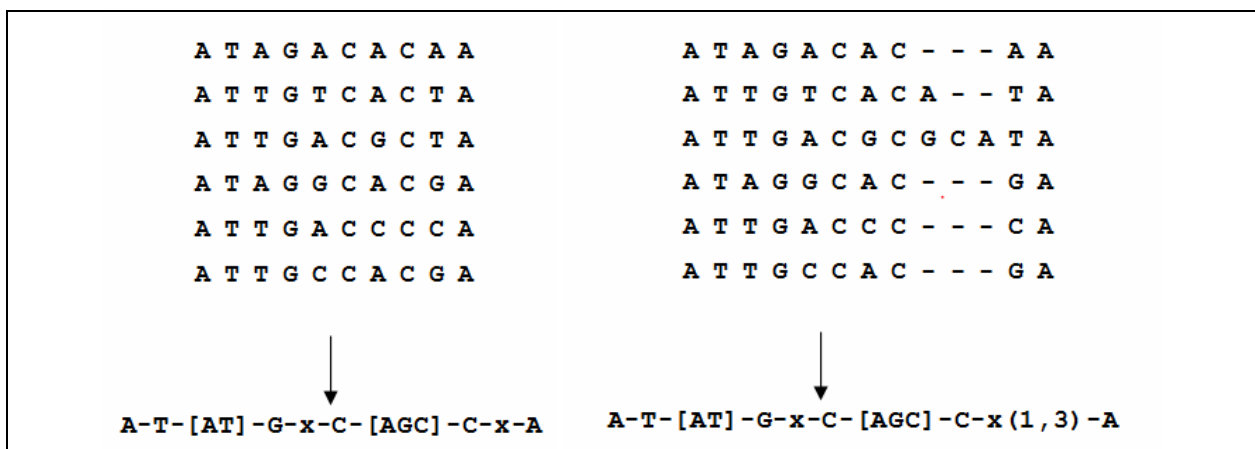 A T A G A C A C A A
A T T G T C A C T A
A T T G A C G C T A
A T A G G C A C G A
A T T G A C C C C A
A T T G C C A C G A
A-T-[AT]-G-x-C-[AGC]-C-x-A
A T A G A C A C - - - A A
A T T G T C A C A - - T A
A T T G A C G C G C A T A
A T A G G C A C - - - G A
A T T G A C C C - - - C A
A T T G C C A C - - - G A
A-T-[AT]-G-x-C-[AGC]-C-x(1,3)-A